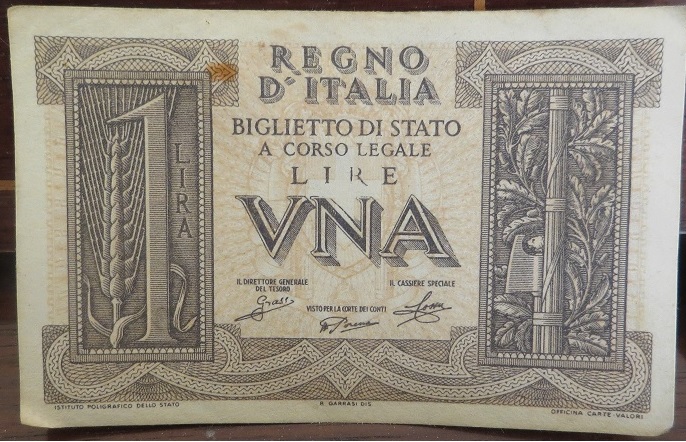 REGNO
D'ITALIA
BIGLIETTO DI STATO
A CORSO LEGALE
LIRE
VNA
1
LIRA
IL DIRETTORE GENERALE
DEL TESORO
IL CASSIERE SPECIALE
VISTO PER LA CORTE DEI CONTI
ISTITUTO POLIGRAFICO DELLO STATO
R. GARRASI DIS.
OFFICINA CARTE-VALORI